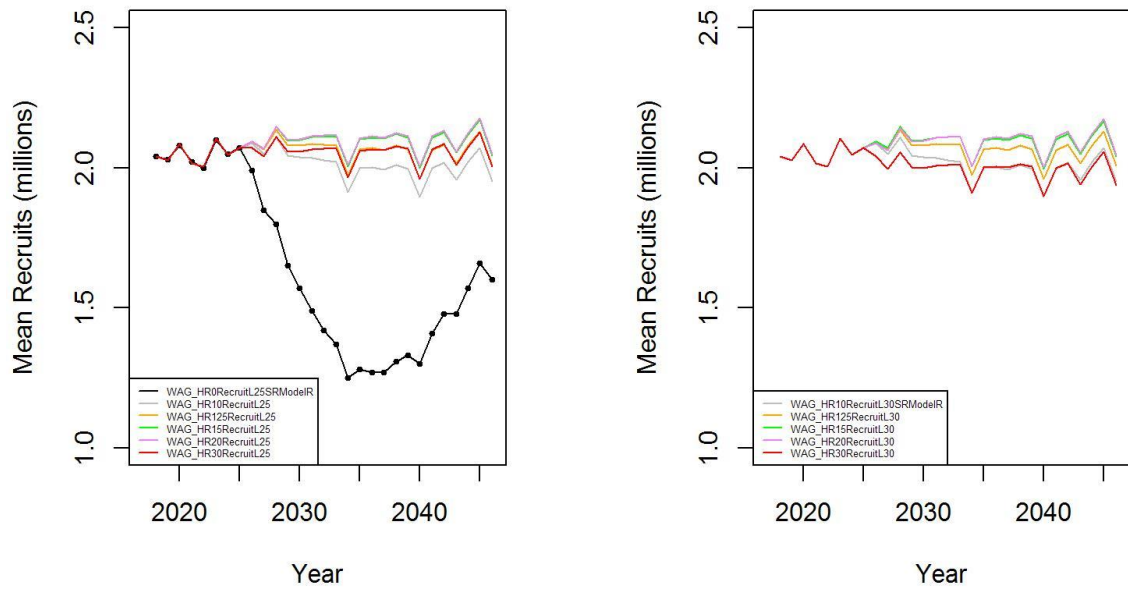 2.5
2.0
1.5
1.0
Mean Recruits (millions)
WAG_HR0RecruitL25SRModelR
WAG_HR10RecruitL25
WAG_HR125RecruitL25
WAG_HR15RecruitL25
WAG_HR20RecruitL25
WAG_HR30RecruitL25
2020 2030 2040
Year
2.5
2.0
1.5
1.0
Mean Recruits (millions)
WAG_HR10RecruitL30SRModelR
WAG_HR125RecruitL30
WAG_HR15RecruitL30
WAG_HR20RecruitL30
WAG_HR30RecruitL30
2020 2030 2040
Year